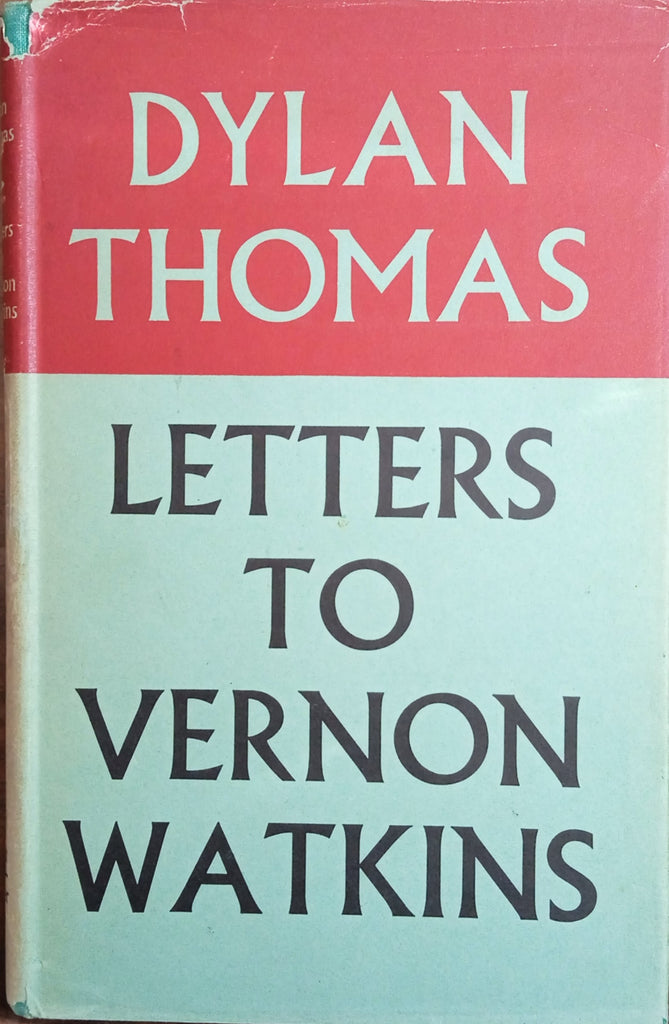 DYLAN
THOMAS
LETTERS
TO
VERNON
WATKINS